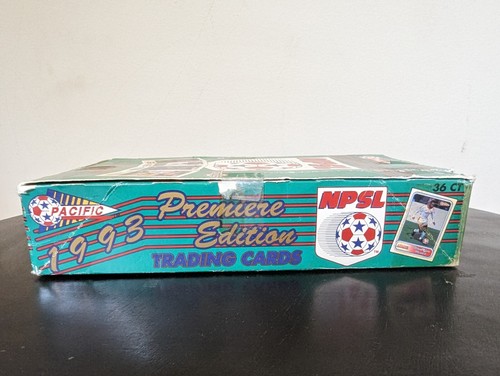 PACIFIC
1993
Premiere
Edition
TRADING CARDS
NPSL
36 CT.